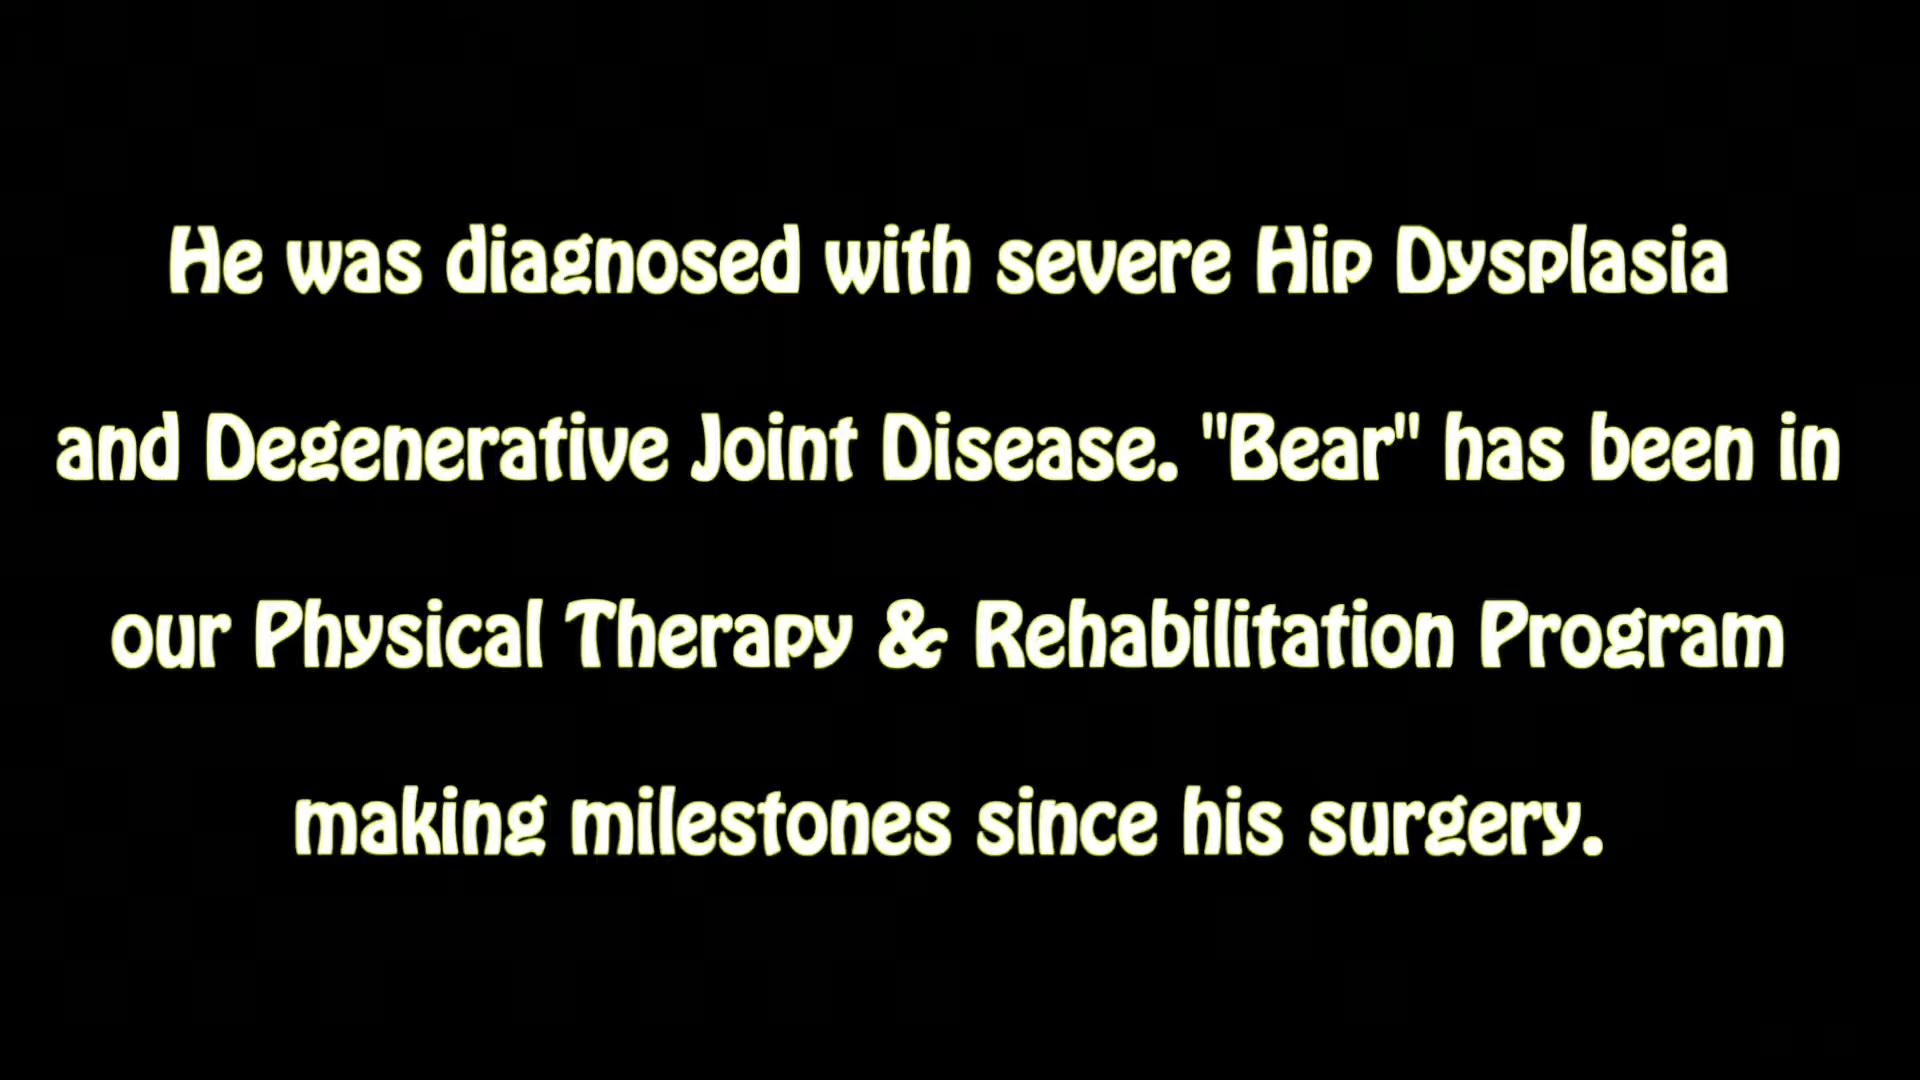 He was diagnosed with severe Hip Dysplasia
and Degenerative Joint Disease. "Bear" has been in
our Physical Therapy & Rehabilitation Program
making milestones since his surgery.